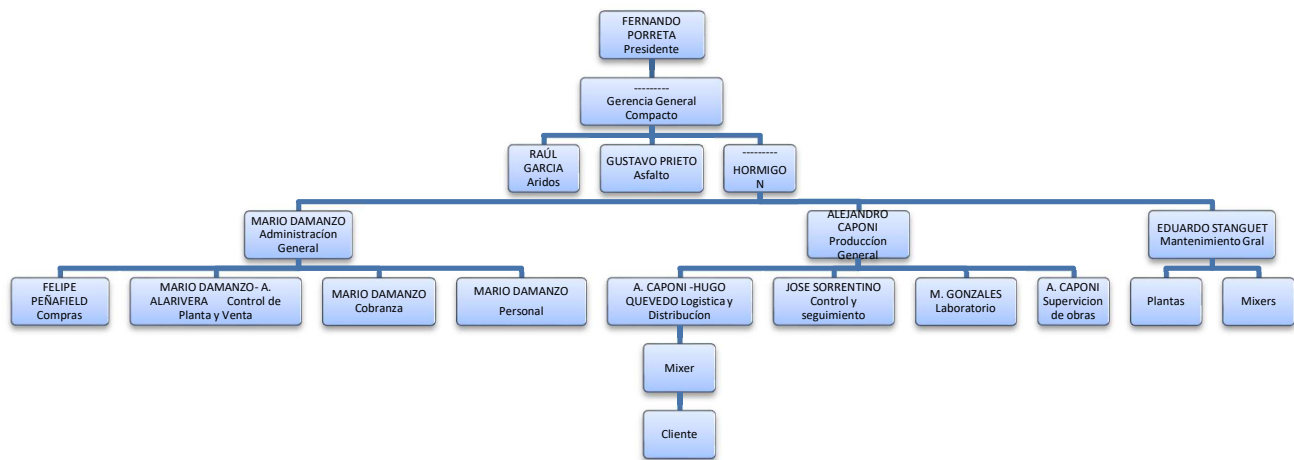 FERNANDO
PORRETA
Presidente
---------
Gerencia General
Compacto
RAÚL
GARCIA
Aridos
GUSTAVO PRIETO
Asfalto
---------
HORMIGO
N
MARIO DAMANZO
Administracíon
General
ALEJANDRO
CAPONI
Produccíon
General
EDUARDO STANGUET
Mantenimiento Gral
FELIPE
PEÑAFIELD
Compras
MARIO DAMANZO- A.
ALARIVERA Control de
Planta y Venta
MARIO DAMANZO
Cobranza
MARIO DAMANZO
Personal
A. CAPONI -HUGO
QUEVEDO Logistica y
Distribucíon
JOSE SORRENTINO
Control y
seguimiento
M. GONZALES
Laboratorio
A. CAPONI
Supervicion
de obras
Plantas
Mixers
Mixer
Cliente